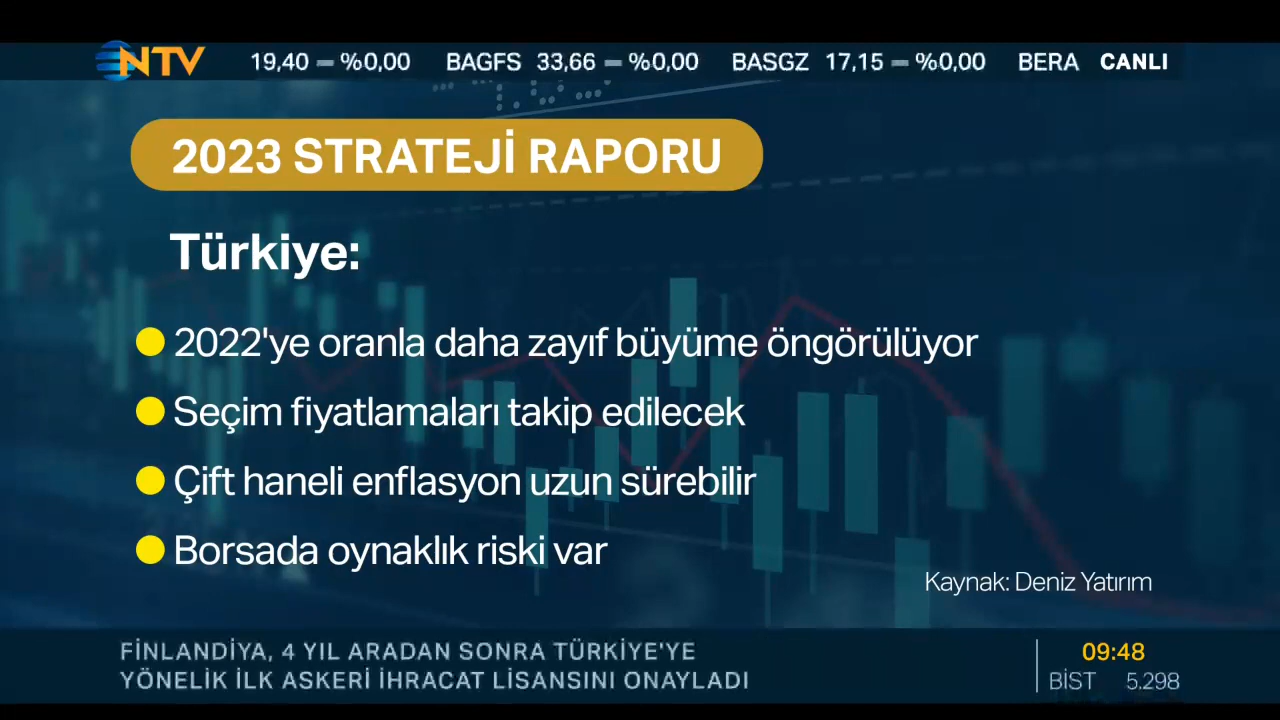 NTV
19,40 — %0,00 BAGFS 33,66 — %0,00 BASGZ 17,15 — %0,00 BERA CANLI
2023 STRATEJİ RAPORU
Türkiye:
2022'ye oranla daha zayıf büyüme öngörülüyor
Seçim fiyatlamaları takip edilecek
Çift haneli enflasyon uzun sürebilir
Borsada oynaklık riski var
Kaynak: Deniz Yatırım
FİNLANDİYA, 4 YIL ARADAN SONRA TÜRKİYE'YE
YÖNELİK İLK ASKERİ İHRACAT LİSANSINI ONAYLADI
09:48
BİST 5.298